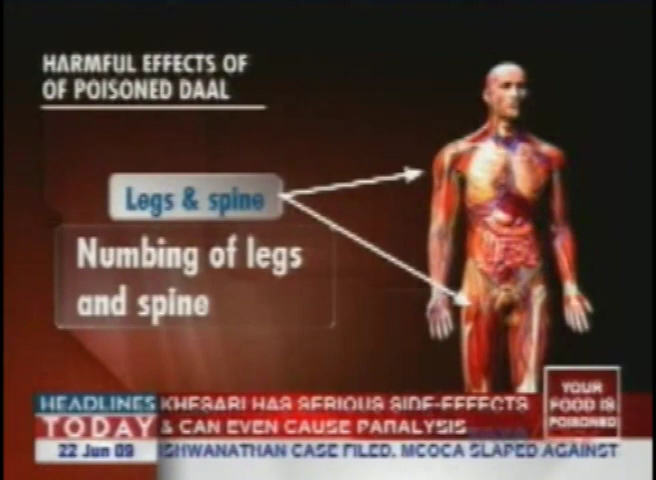 HARMFUL EFFECTS OF
OF POISONED DAAL
Legs & spine
Numbing of legs
and spine
HEADLINES
TODAY
KHESARI HAS SERIOUS SIDE-EFFECTS
& CAN EVEN CAUSE PARALYSIS
YOUR
FOOD IS
POISONED
22 Jun 09
ISHWANATHAN CASE FILED. MCOCA SLAPED AGAINST